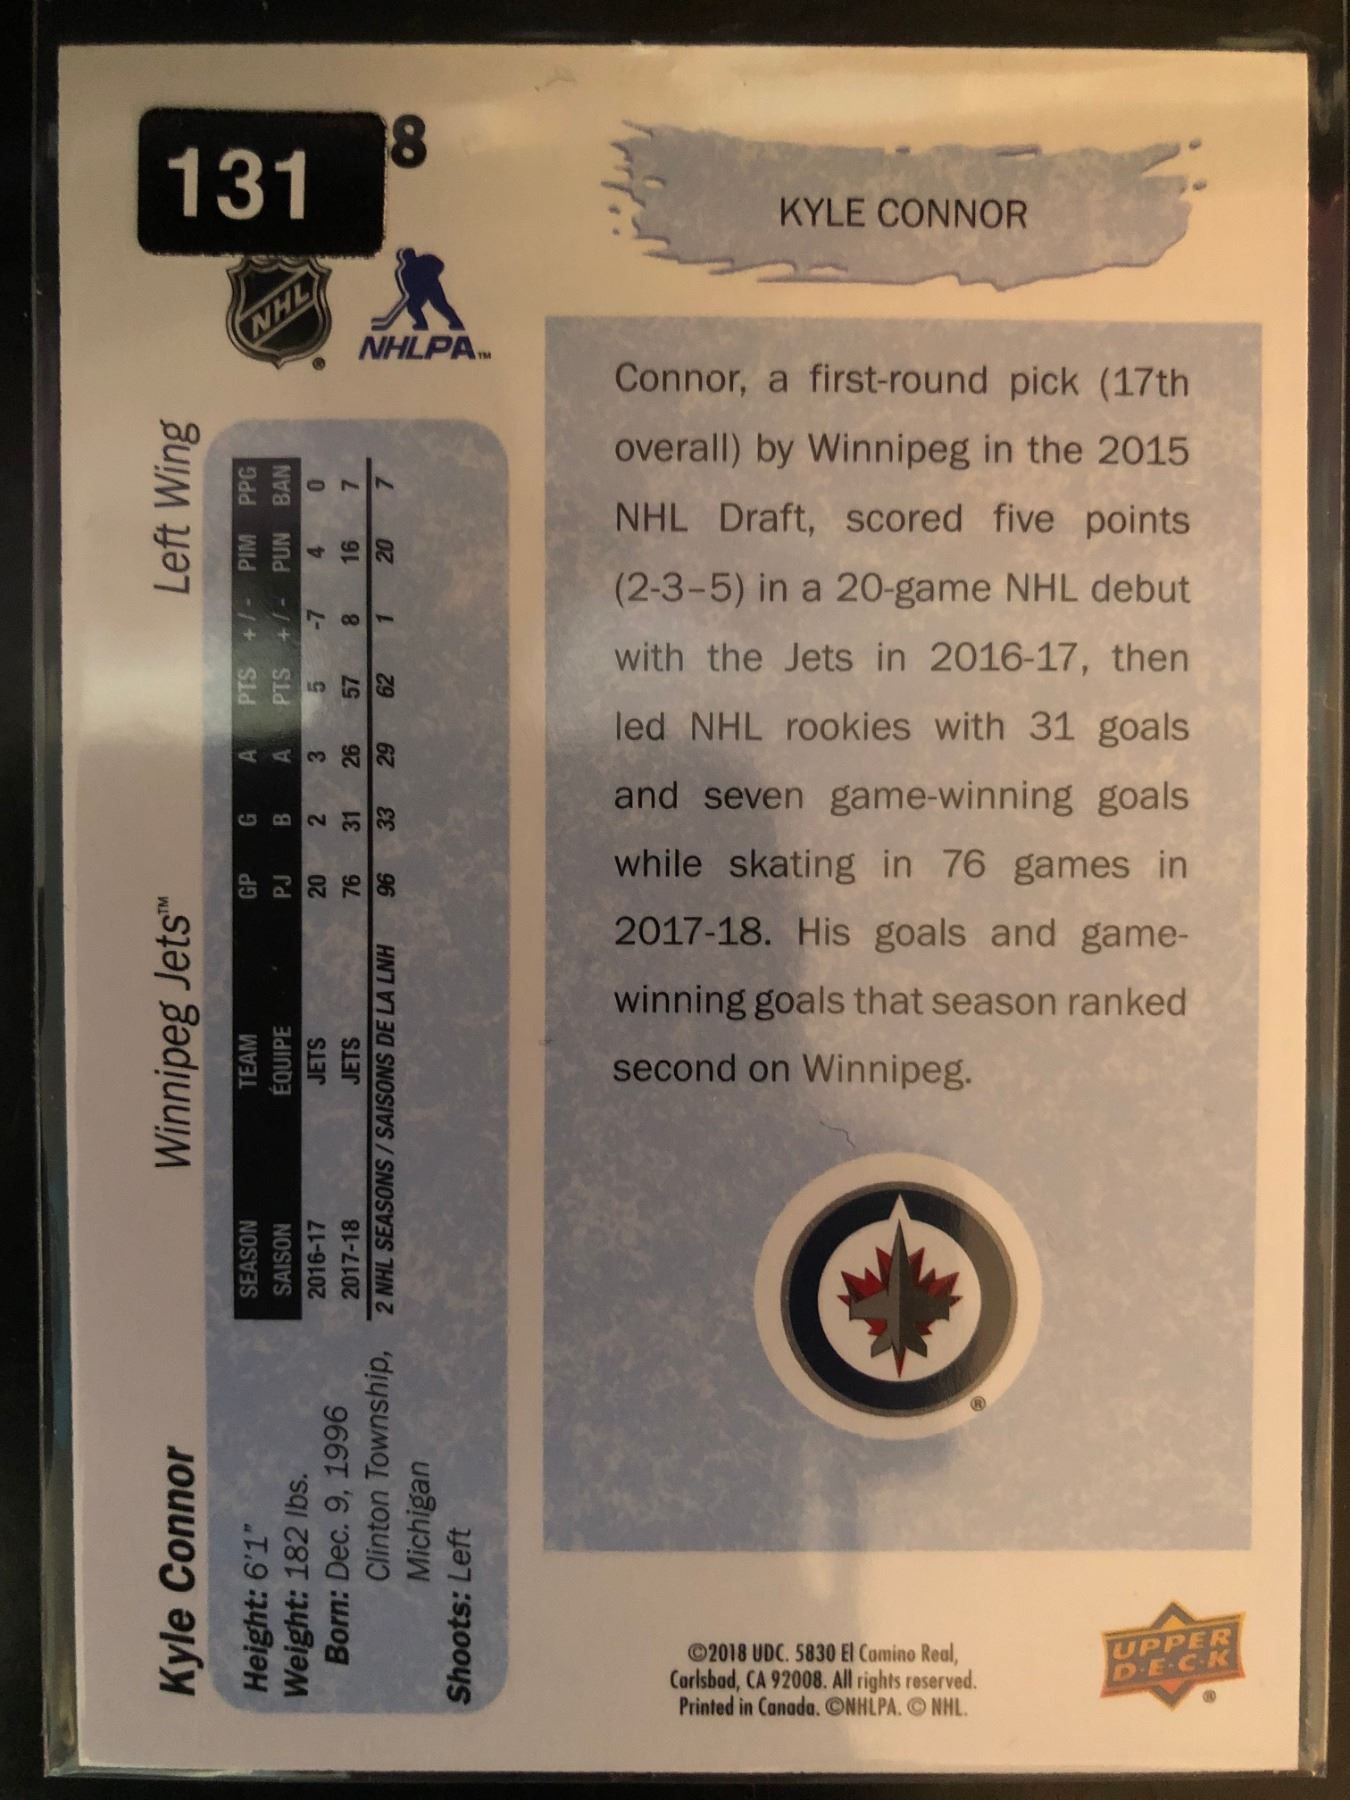 131
8
NHL
®
NHLPA™
KYLE CONNOR
Connor, a first-round pick (17th
overall) by Winnipeg in the 2015
NHL Draft, scored five points
(2-3–5) in a 20-game NHL debut
with the Jets in 2016-17, then
led NHL rookies with 31 goals
and seven game-winning goals
while skating in 76 games in
2017-18. His goals and game-
winning goals that season ranked
second on Winnipeg.
®
©2018 UDC. 5830 El Camino Real,
Carlsbad, CA 92008. All rights reserved.
Printed in Canada. ©NHLPA. © NHL.
UPPER
D•E•C•K
®
Kyle Connor Winnipeg Jets™ Left Wing
Height: 6'1"
Weight: 182 lbs.
Born: Dec. 9, 1996
Clinton Township,
Michigan
Shoots: Left
SEASON TEAM GP G A PTS +/- PIM PPG
SAISON ÉQUIPE PJ B A PTS +/- PUN BAN
2016-17 JETS 20 2 3 5 -7 4 0
2017-18 JETS 76 31 26 57 8 16 7
2 NHL SEASONS / SAISONS DE LA LNH 96 33 29 62 1 20 7